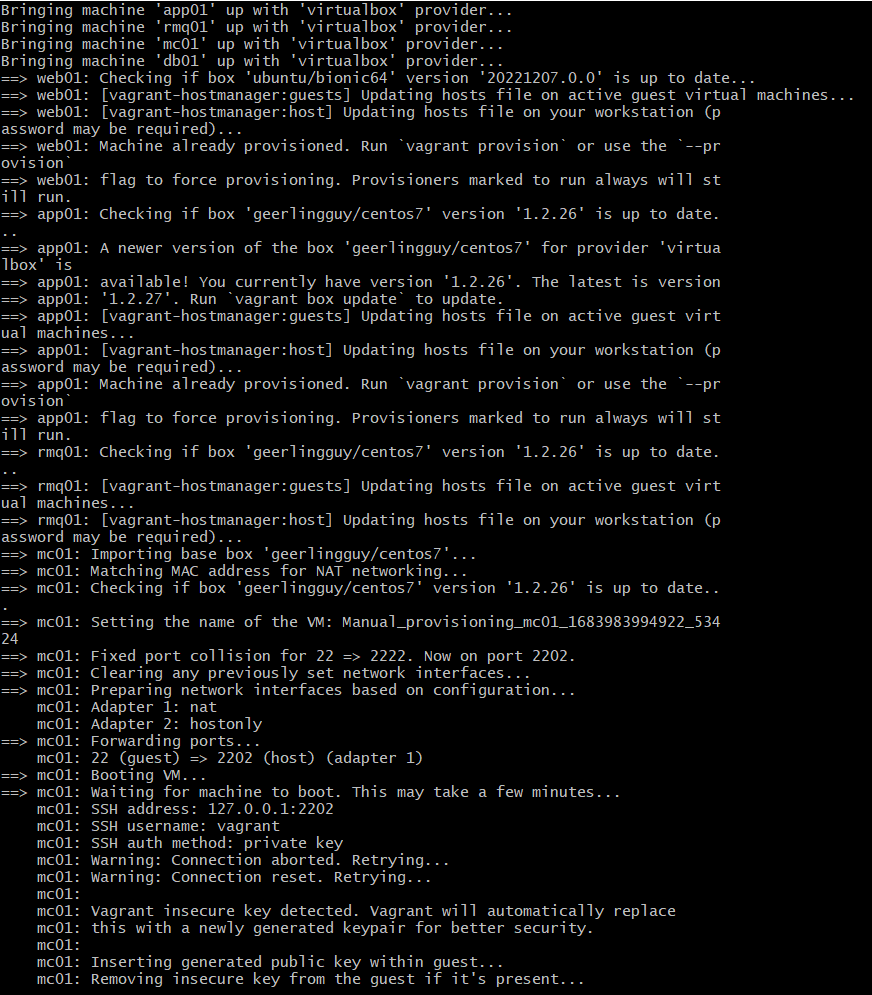 Bringing machine 'app01' up with 'virtualbox' provider...
Bringing machine 'rmq01' up with 'virtualbox' provider...
Bringing machine 'mc01' up with 'virtualbox' provider...
Bringing machine 'db01' up with 'virtualbox' provider...
==> web01: Checking if box 'ubuntu/bionic64' version '20221207.0.0' is up to date...
==> web01: [vagrant-hostmanager:guests] Updating hosts file on active guest virtual machines...
==> web01: [vagrant-hostmanager:host] Updating hosts file on your workstation (p
assword may be required)...
==> web01: Machine already provisioned. Run `vagrant provision` or use the `--pr
ovision`
==> web01: flag to force provisioning. Provisioners marked to run always will st
ill run.
==> app01: Checking if box 'geerlingguy/centos7' version '1.2.26' is up to date.
..
==> app01: A newer version of the box 'geerlingguy/centos7' for provider 'virtua
lbox' is
==> app01: available! You currently have version '1.2.26'. The latest is version
==> app01: '1.2.27'. Run `vagrant box update` to update.
==> app01: [vagrant-hostmanager:guests] Updating hosts file on active guest virt
ual machines...
==> app01: [vagrant-hostmanager:host] Updating hosts file on your workstation (p
assword may be required)...
==> app01: Machine already provisioned. Run `vagrant provision` or use the `--pr
ovision`
==> app01: flag to force provisioning. Provisioners marked to run always will st
ill run.
==> rmq01: Checking if box 'geerlingguy/centos7' version '1.2.26' is up to date.
..
==> rmq01: [vagrant-hostmanager:guests] Updating hosts file on active guest virt
ual machines...
==> rmq01: [vagrant-hostmanager:host] Updating hosts file on your workstation (p
assword may be required)...
==> mc01: Importing base box 'geerlingguy/centos7'...
==> mc01: Matching MAC address for NAT networking...
==> mc01: Checking if box 'geerlingguy/centos7' version '1.2.26' is up to date..
.
==> mc01: Setting the name of the VM: Manual_provisioning_mc01_1683983994922_534
24
==> mc01: Fixed port collision for 22 => 2222. Now on port 2202.
==> mc01: Clearing any previously set network interfaces...
==> mc01: Preparing network interfaces based on configuration...
    mc01: Adapter 1: nat
    mc01: Adapter 2: hostonly
==> mc01: Forwarding ports...
    mc01: 22 (guest) => 2202 (host) (adapter 1)
==> mc01: Booting VM...
==> mc01: Waiting for machine to boot. This may take a few minutes...
    mc01: SSH address: 127.0.0.1:2202
    mc01: SSH username: vagrant
    mc01: SSH auth method: private key
    mc01: Warning: Connection aborted. Retrying...
    mc01: Warning: Connection reset. Retrying...
    mc01:
    mc01: Vagrant insecure key detected. Vagrant will automatically replace
    mc01: this with a newly generated keypair for better security.
    mc01:
    mc01: Inserting generated public key within guest...
    mc01: Removing insecure key from the guest if it's present...